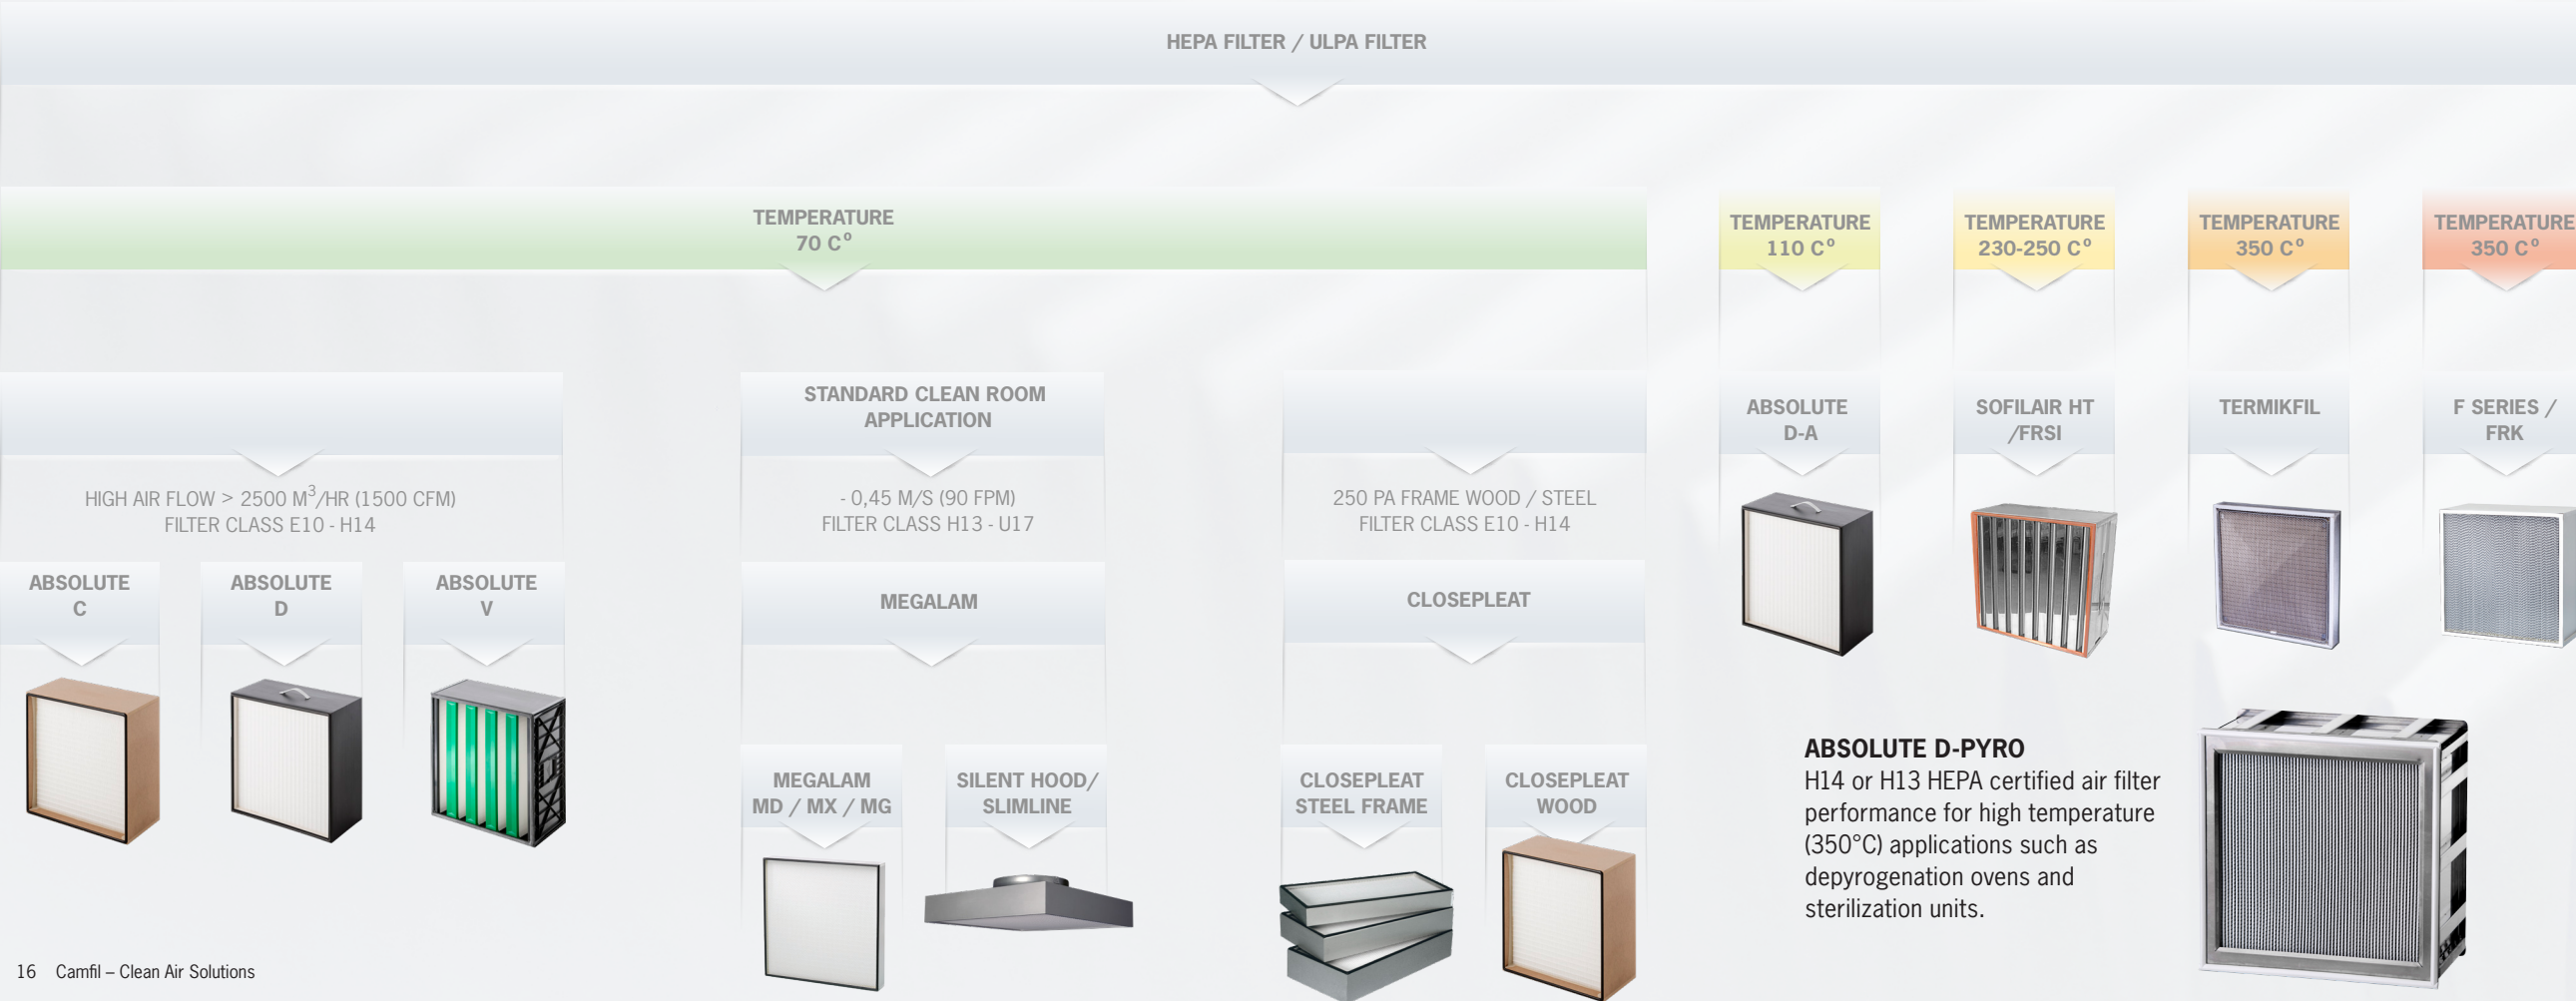 HEPA FILTER / ULPA FILTER
TEMPERATURE
70 C°
TEMPERATURE
110 C°
TEMPERATURE
230-250 C°
TEMPERATURE
350 C°
TEMPERATURE
350 C°
STANDARD CLEAN ROOM
APPLICATION
ABSOLUTE
D-A
SOFILAIR HT
/FRSI
TERMIKFIL
F SERIES /
FRK
HIGH AIR FLOW > 2500 M³/HR (1500 CFM)
FILTER CLASS E10 - H14
- 0,45 M/S (90 FPM)
FILTER CLASS H13 - U17
250 PA FRAME WOOD / STEEL
FILTER CLASS E10 - H14
ABSOLUTE
C
ABSOLUTE
D
ABSOLUTE
V
MEGALAM
CLOSEPLEAT
MEGALAM
MD / MX / MG
SILENT HOOD/
SLIMLINE
CLOSEPLEAT
STEEL FRAME
CLOSEPLEAT
WOOD
ABSOLUTE D-PYRO
H14 or H13 HEPA certified air filter
performance for high temperature
(350°C) applications such as
depyrogenation ovens and
sterilization units.
16 Camfil – Clean Air Solutions